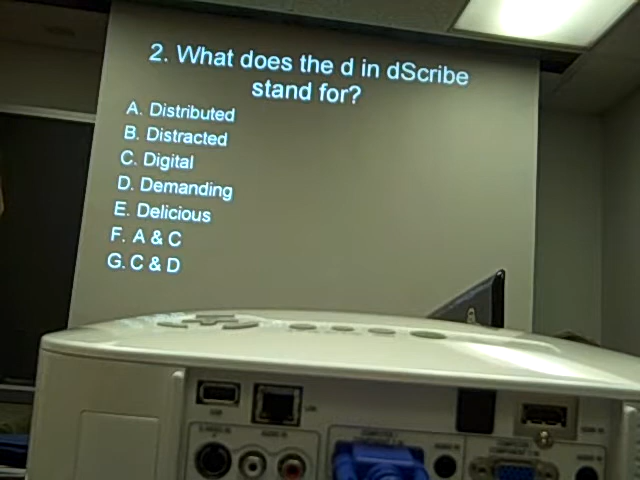 2. What does the d in dScribe
stand for?
A. Distributed
B. Distracted
C. Digital
D. Demanding
E. Delicious
F. A & C
G. C & D